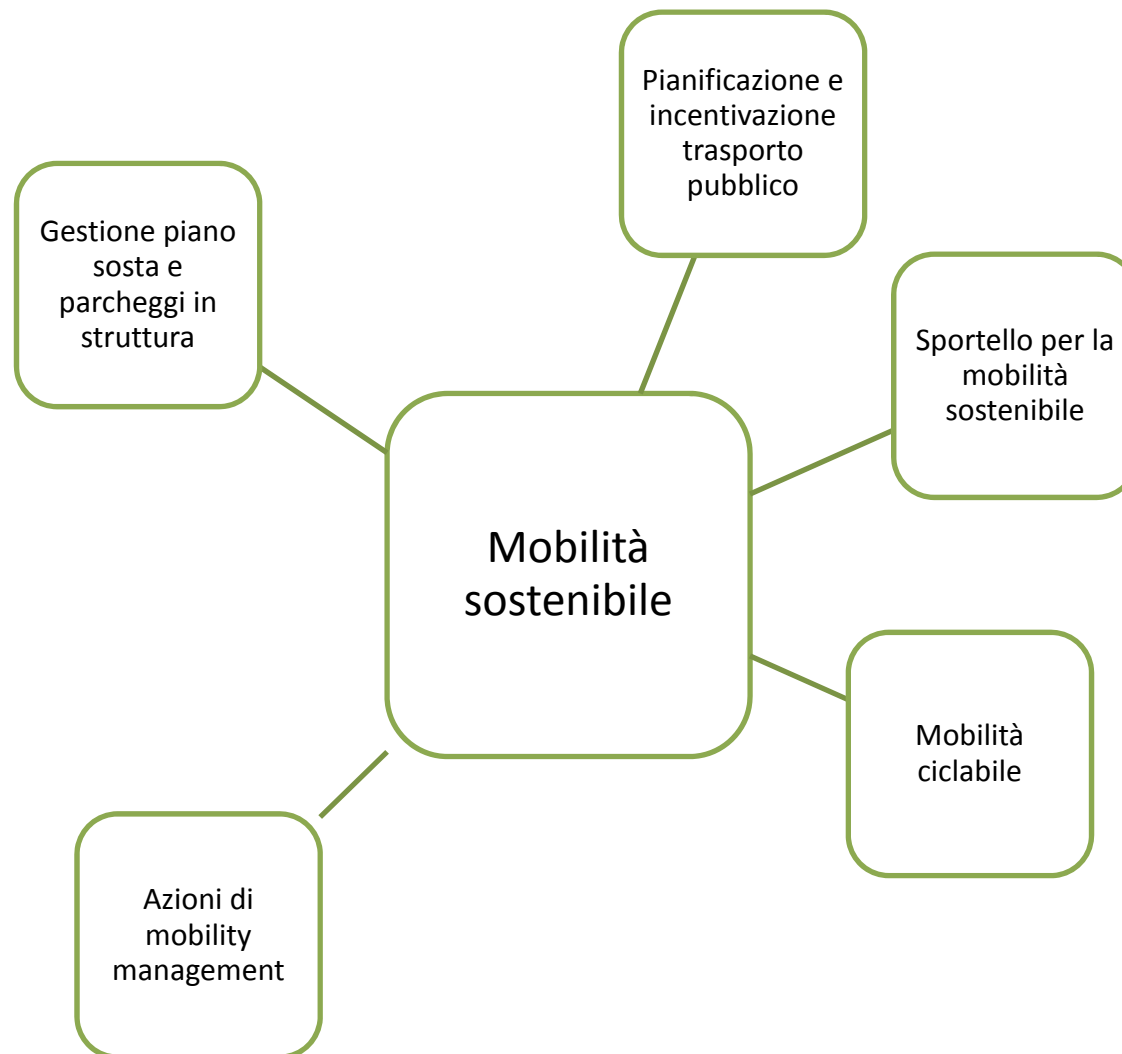 Pianificazione e
incentivazione
trasporto
pubblico
Gestione piano
sosta e
parcheggi in
struttura
Sportello per la
mobilità
sostenibile
Mobilità
sostenibile
Mobilità
ciclabile
Azioni di
mobility
management